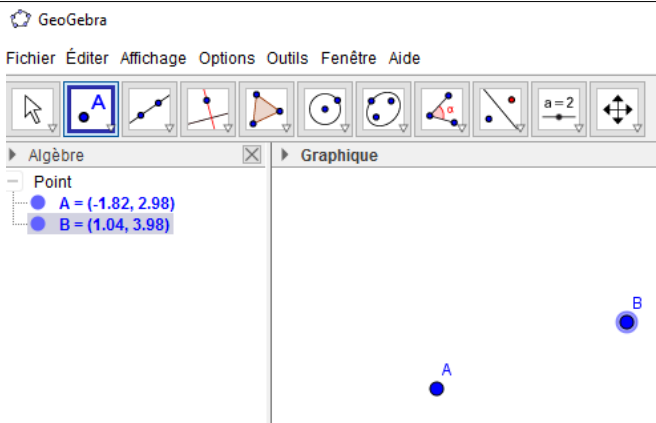 GeoGebra
Fichier Éditer Affichage Options Outils Fenêtre Aide
A
α
a = 2
Algèbre
Graphique
Point
A = (-1.82, 2.98)
B = (1.04, 3.98)
B
A